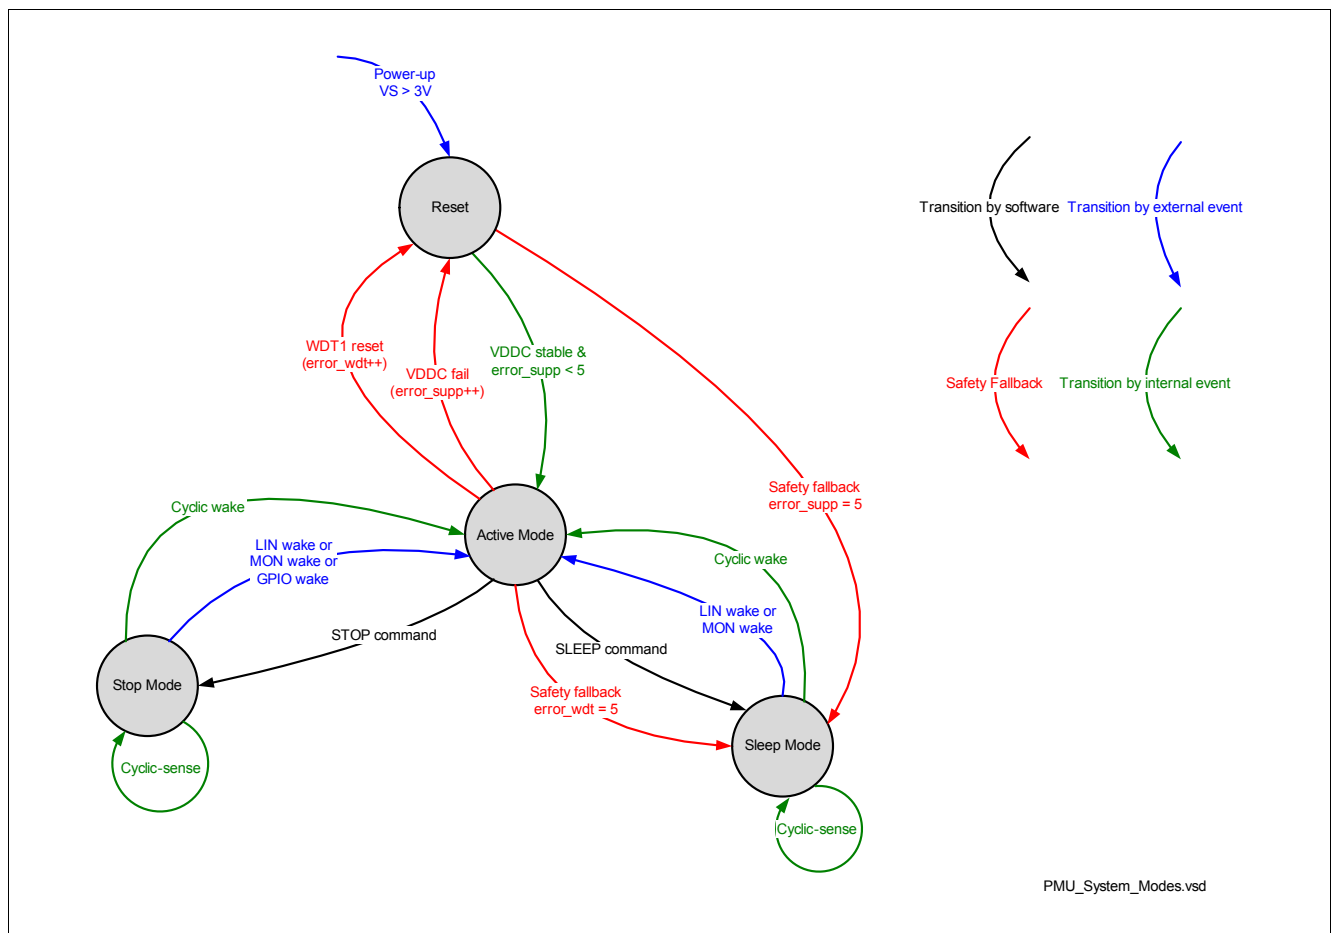 Power-up
VS > 3V
Reset
Transition by software
Transition by external event
WDT1 reset
(error_wdt++)
VDDC fail
(error_supp++)
VDDC stable &
error_supp < 5
Safety Fallback
Transition by internal event
Safety fallback
error_supp = 5
Cyclic wake
Active Mode
LIN wake or
MON wake or
GPIO wake
Cyclic wake
LIN wake or
MON wake
STOP command
SLEEP command
Stop Mode
Safety fallback
error_wdt = 5
Sleep Mode
Cyclic-sense
Cyclic-sense
PMU_System_Modes.vsd